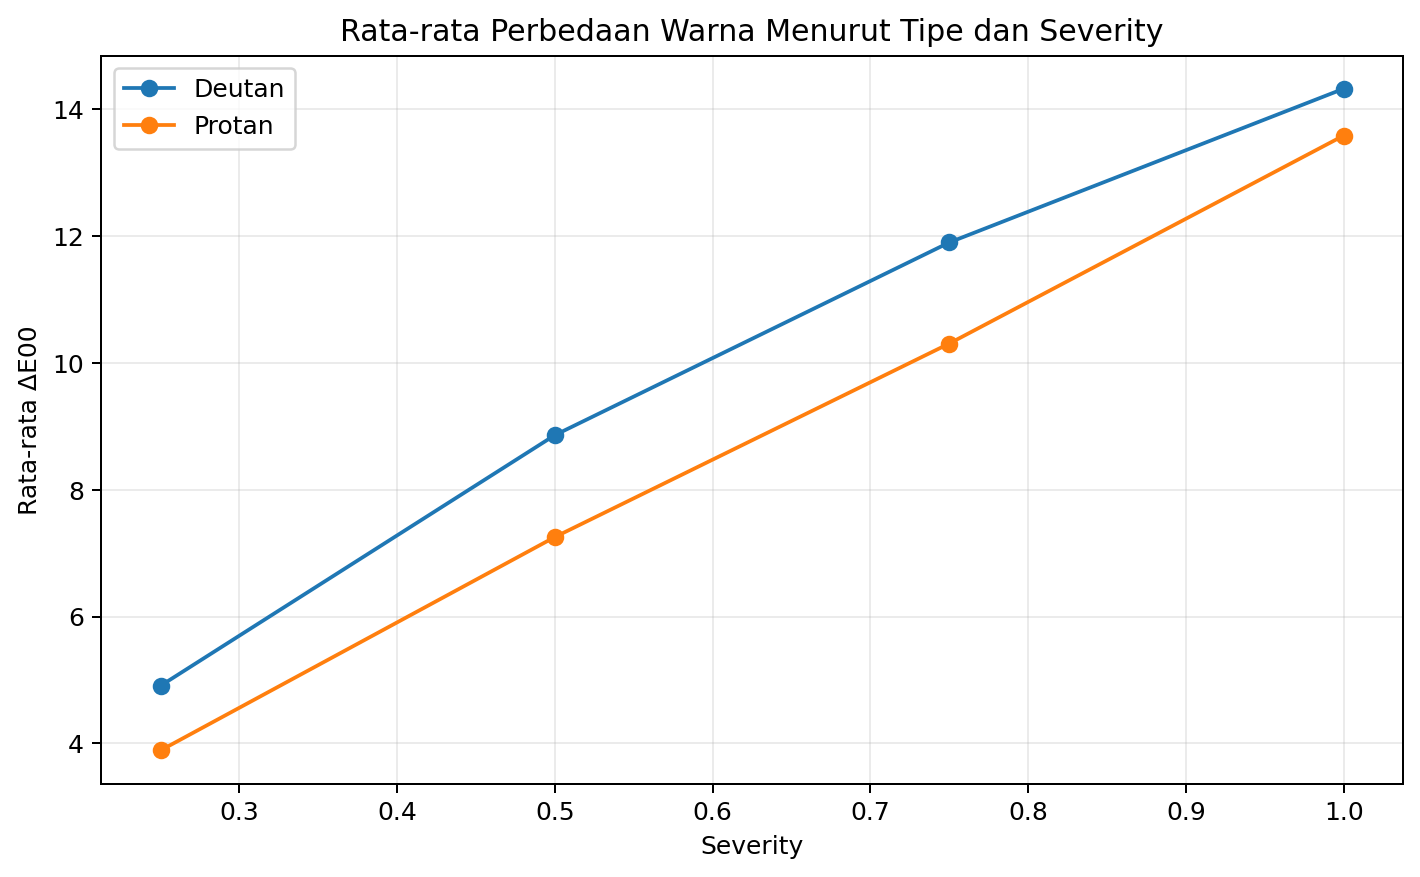 Rata-rata Perbedaan Warna Menurut Tipe dan Severity
Deutan
Protan
Rata-rata ΔE00
14
12
10
8
6
4
0.3 0.4 0.5 0.6 0.7 0.8 0.9 1.0
Severity